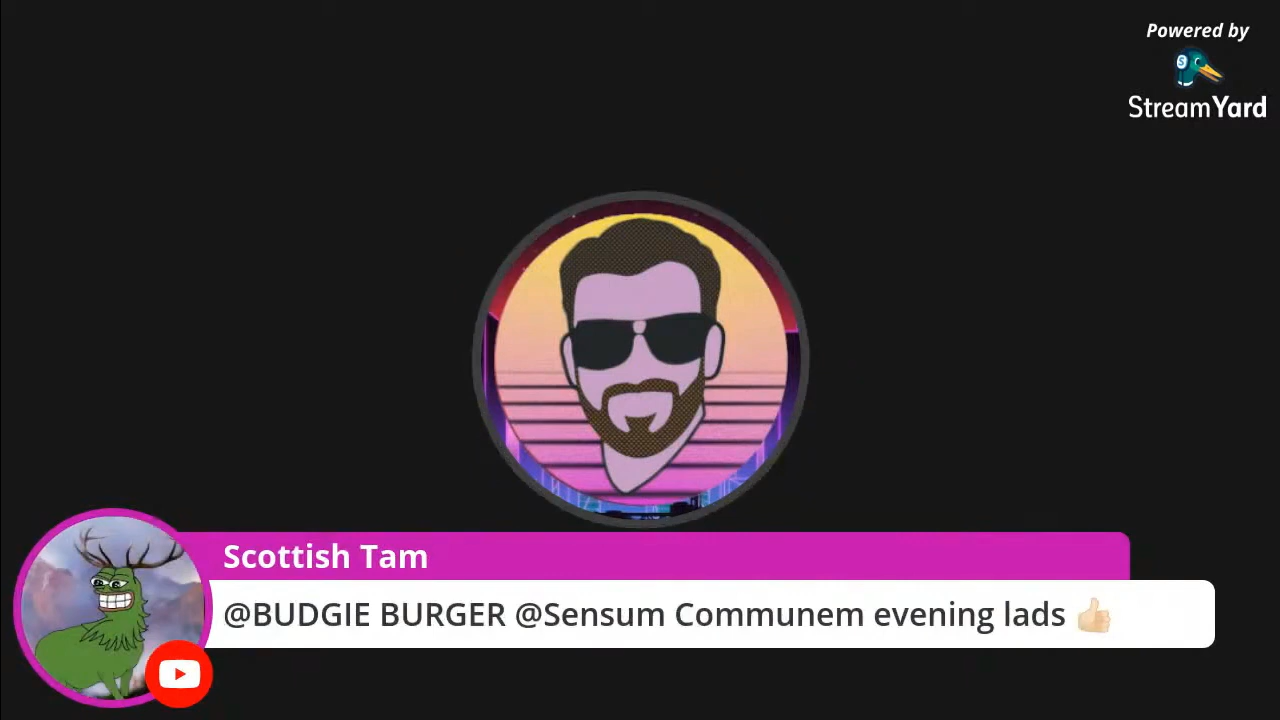 Powered by
StreamYard
Scottish Tam
@BUDGIE BURGER @Sensum Communem evening lads 👍🏻